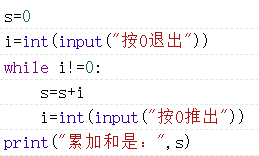 s=0
i=int(input("按0退出"))
while i!=0:
    s=s+i
    i=int(input("按0推出"))
print("累加和是：",s)